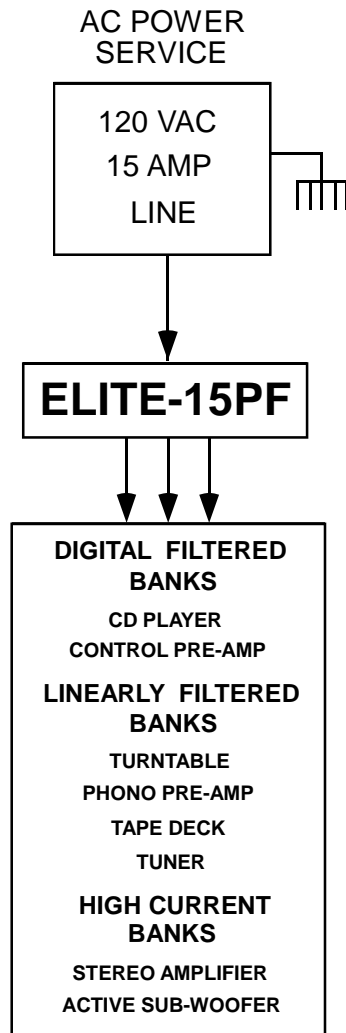 AC POWER
SERVICE
120 VAC
15 AMP
LINE
ELITE-15PF
DIGITAL FILTERED
BANKS
CD PLAYER
CONTROL PRE-AMP
LINEARLY FILTERED
BANKS
TURNTABLE
PHONO PRE-AMP
TAPE DECK
TUNER
HIGH CURRENT
BANKS
STEREO AMPLIFIER
ACTIVE SUB-WOOFER